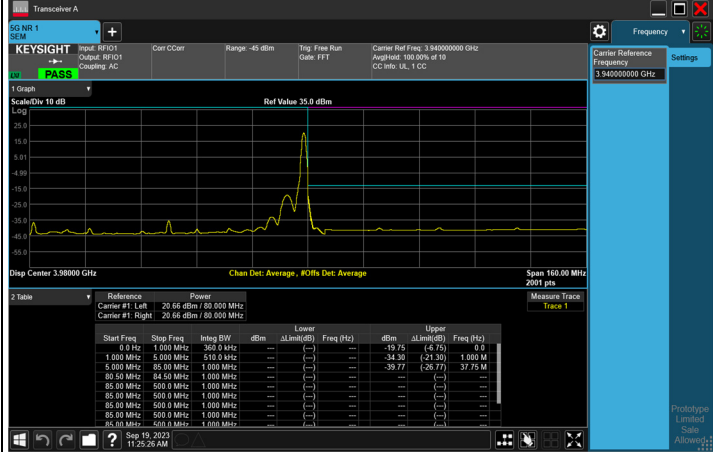 Transceiver A
5G NR 1
SEM
Frequency
KEYSIGHT
Input: RFIO1
Output: RFIO1
Coupling: AC
Corr CCorr
Range: -45 dBm
Trig: Free Run
Gate: FFT
Carrier Ref Freq: 3.940000000 GHz
Avg|Hold: 100.00% of 10
CC Info: UL, 1 CC
PASS
Carrier Reference
Frequency
3.940000000 GHz
Settings
1 Graph
Scale/Div 10 dB
Ref Value 35.0 dBm
Log
25.0
15.0
5.01
-4.99
-15.0
-25.0
-35.0
-45.0
-55.0
Disp Center 3.98000 GHz
Chan Det: Average, #Offs Det: Average
Span 160.00 MHz
2001 pts
2 Table
Reference Power
Carrier #1: Left 20.66 dBm / 80.000 MHz
Carrier #1: Right 20.66 dBm / 80.000 MHz
Measure Trace
Trace 1
Lower Upper
Start Freq Stop Freq Integ BW dBm ΔLimit(dB) Freq (Hz) dBm ΔLimit(dB) Freq (Hz)
0.0 Hz 1.000 MHz 360.0 kHz --- (---) --- -19.75 (-6.75) 0.0
1.000 MHz 5.000 MHz 510.0 kHz --- (---) --- -34.30 (-21.30) 1.000 M
5.000 MHz 85.00 MHz 1.000 MHz --- (---) --- -39.77 (-26.77) 37.75 M
80.50 MHz 84.50 MHz 1.000 MHz --- (---) --- --- (---) ---
85.00 MHz 500.0 MHz 1.000 MHz --- (---) --- --- (---) ---
85.00 MHz 500.0 MHz 1.000 MHz --- (---) --- --- (---) ---
85.00 MHz 500.0 MHz 1.000 MHz --- (---) --- --- (---) ---
85.00 MHz 500.0 MHz 1.000 MHz --- (---) --- --- (---) ---
Prototype
Limited
Sale
Allowed
?
Sep 19, 2023
11:25:26 AM